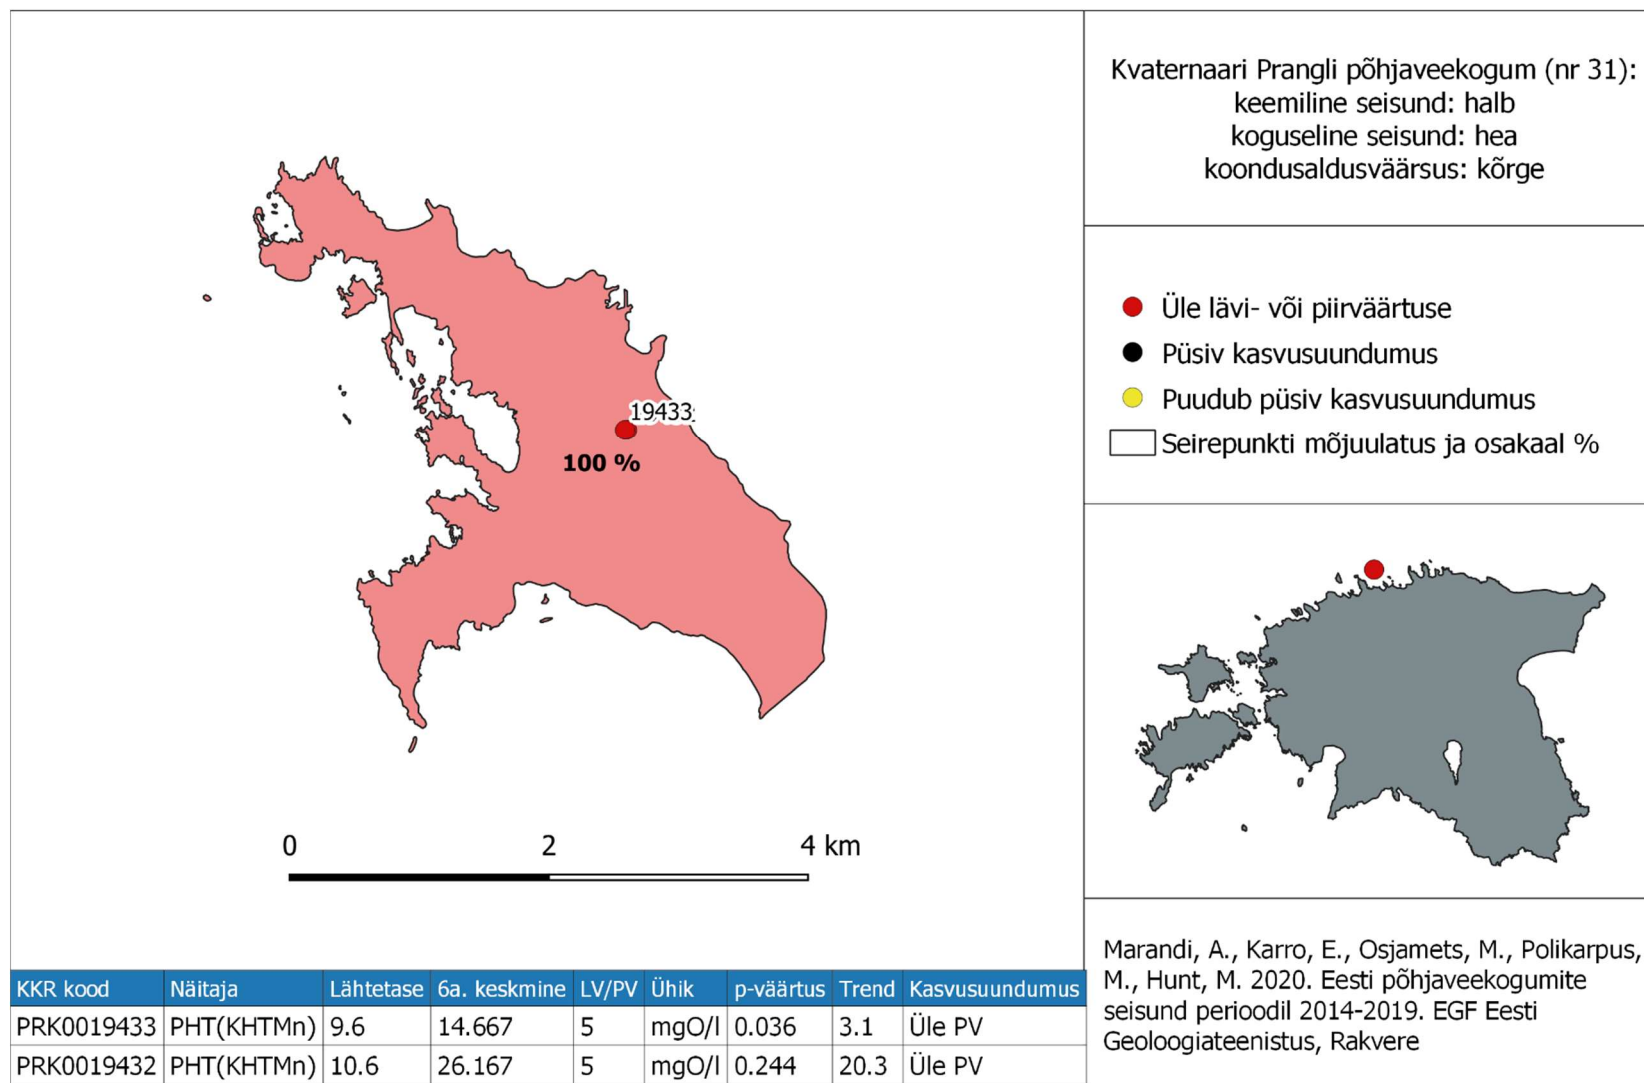 Kvaternaari Prangli põhjaveekogum (nr 31):
keemiline seisund: halb
koguseline seisund: hea
koondusaldusväärsus: kõrge
Üle lävi- või piirväärtuse
Püsiv kasvusuundumus
Puudub püsiv kasvusuundumus
Seirepunkti mõjuulatus ja osakaal %
19433
100 %
0 2 4 km
Marandi, A., Karro, E., Osjamets, M., Polikarpus,
M., Hunt, M. 2020. Eesti põhjaveekogumite
seisund perioodil 2014-2019. EGF Eesti
Geoloogiateenistus, Rakvere
KKR kood Näitaja Lähtetase 6a. keskmine LV/PV Ühik p-väärtus Trend Kasvusuundumus
PRK0019433 PHT(KHTMn) 9.6 14.667 5 mgO/l 0.036 3.1 Üle PV
PRK0019432 PHT(KHTMn) 10.6 26.167 5 mgO/l 0.244 20.3 Üle PV